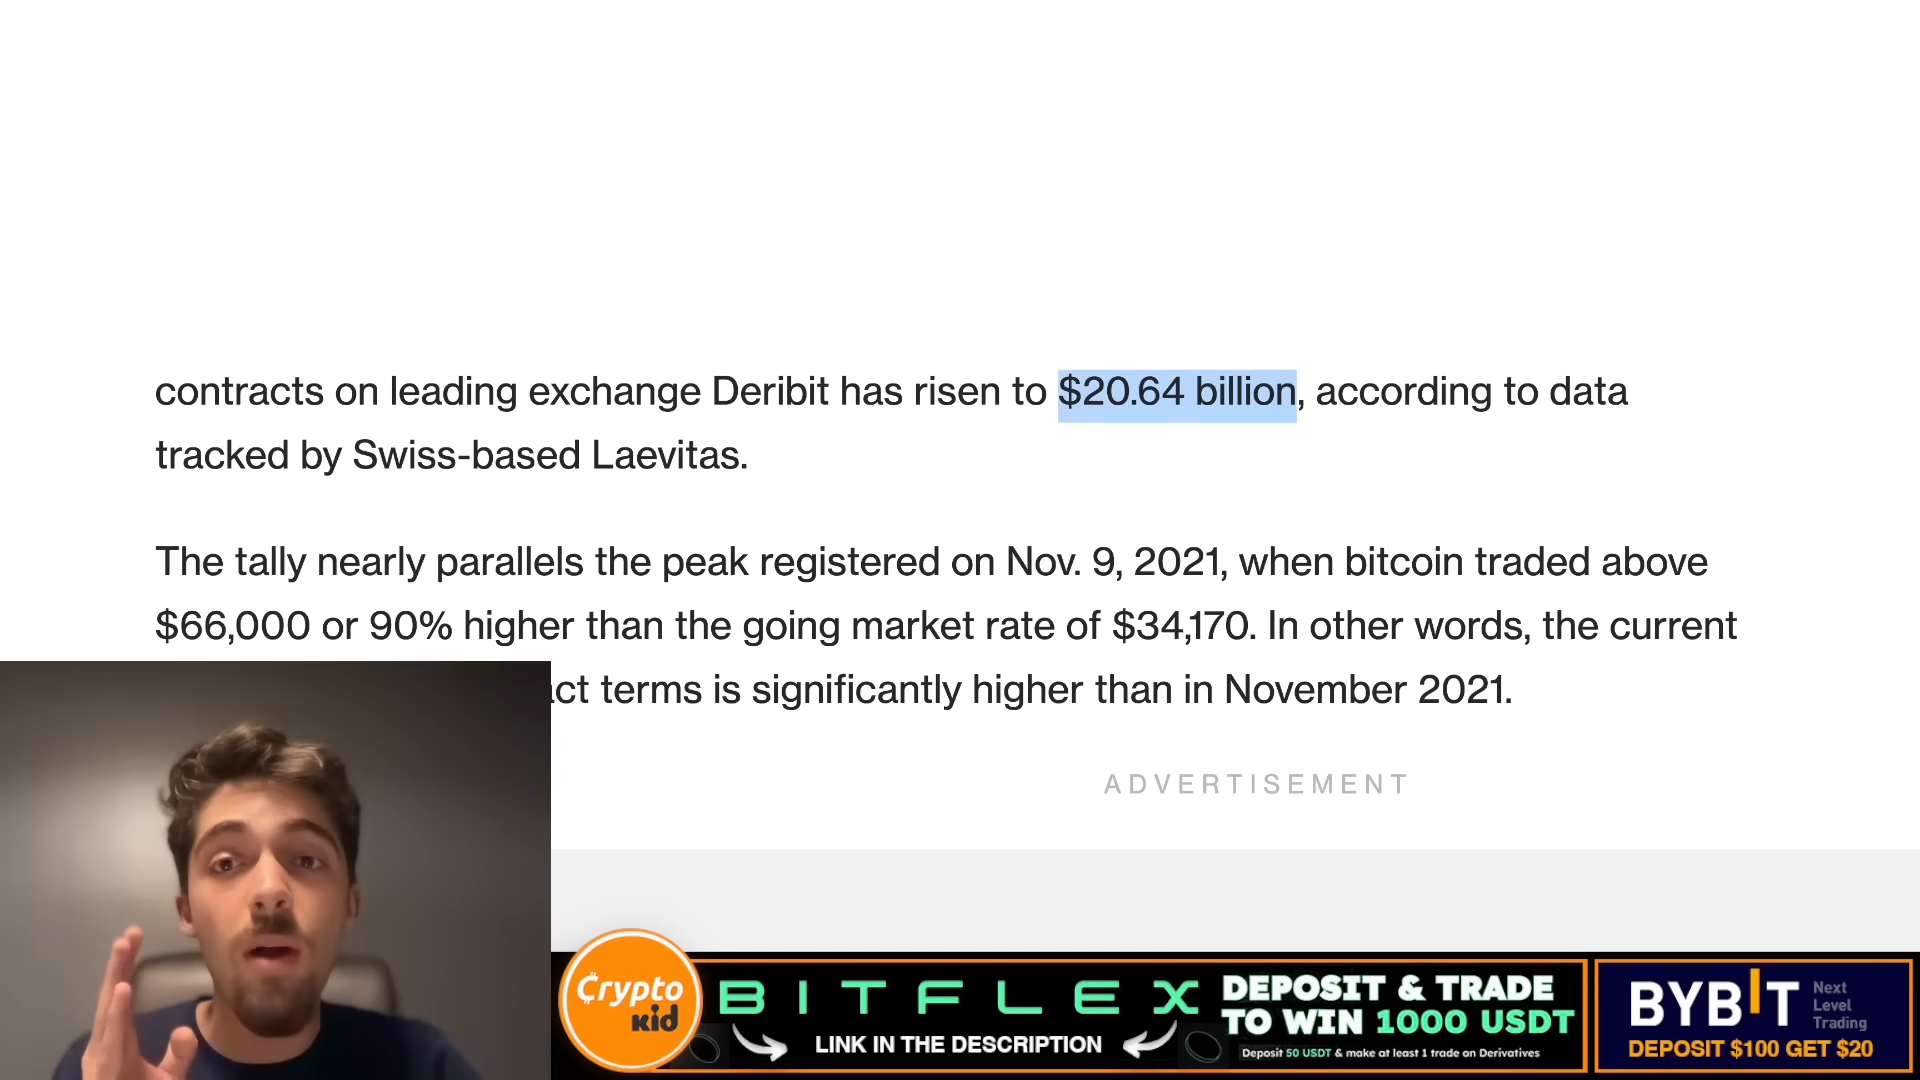 contracts on leading exchange Deribit has risen to $20.64 billion, according to data
tracked by Swiss-based Laevitas.
The tally nearly parallels the peak registered on Nov. 9, 2021, when bitcoin traded above
$66,000 or 90% higher than the going market rate of $34,170. In other words, the current
ct terms is significantly higher than in November 2021.
ADVERTISEMENT
Crypto
Kid
BITFLEX
LINK IN THE DESCRIPTION
DEPOSIT & TRADE
TO WIN 1000 USDT
Deposit 50 USDT & make at least 1 trade on Derivatives
BYBIT
Next
Level
Trading
DEPOSIT $100 GET $20